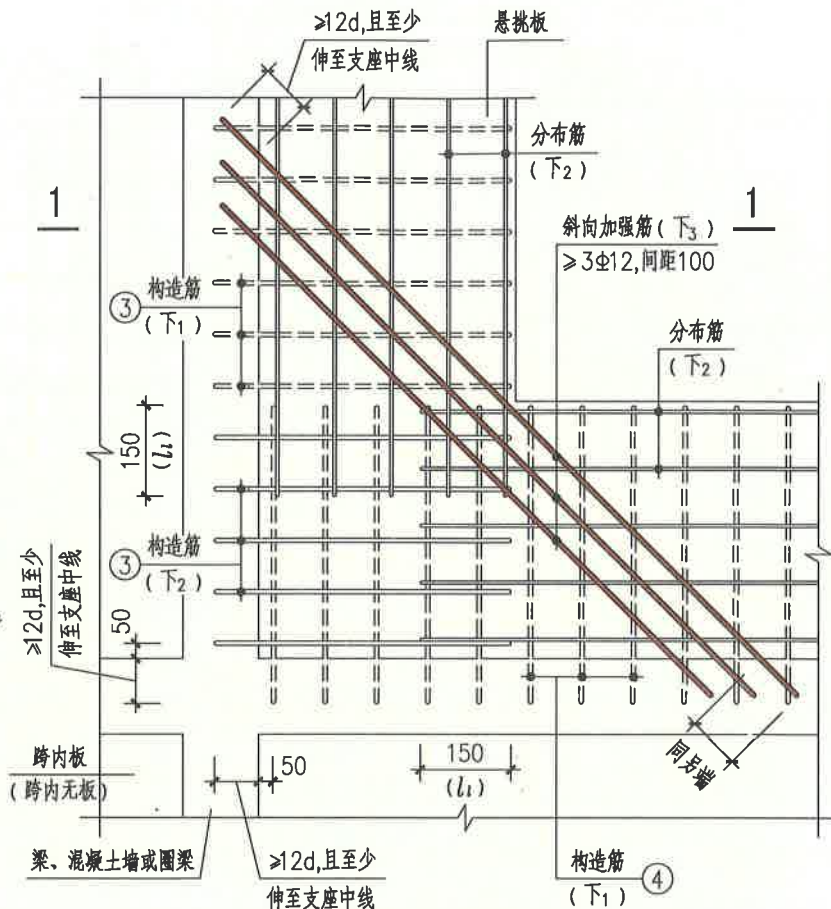 ≥12d,且至少
伸至支座中线
悬挑板
分布筋
(下2)
1
1
斜向加强筋(下3)
≥3Φ12,间距100
③ 构造筋
(下1)
分布筋
(下2)
150
(l_l)
③ 构造筋
(下2)
≥12d,且至少
伸至支座中线
50
跨内板
(跨内无板)
50
150
(l_l)
同另端
梁、混凝土墙或圈梁
≥12d,且至少
伸至支座中线
构造筋 ④
(下1)